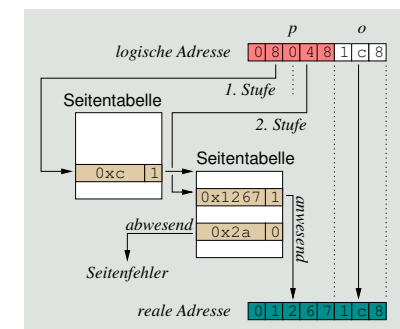 p o
logische Adresse 0 8 0 4 8 1 c 8
1. Stufe
Seitentabelle
2. Stufe
Seitentabelle
0xc 1
0x1267 1
abwesend
0x2a 0
anwesend
Seitenfehler
reale Adresse 0 1 2 6 7 1 c 8